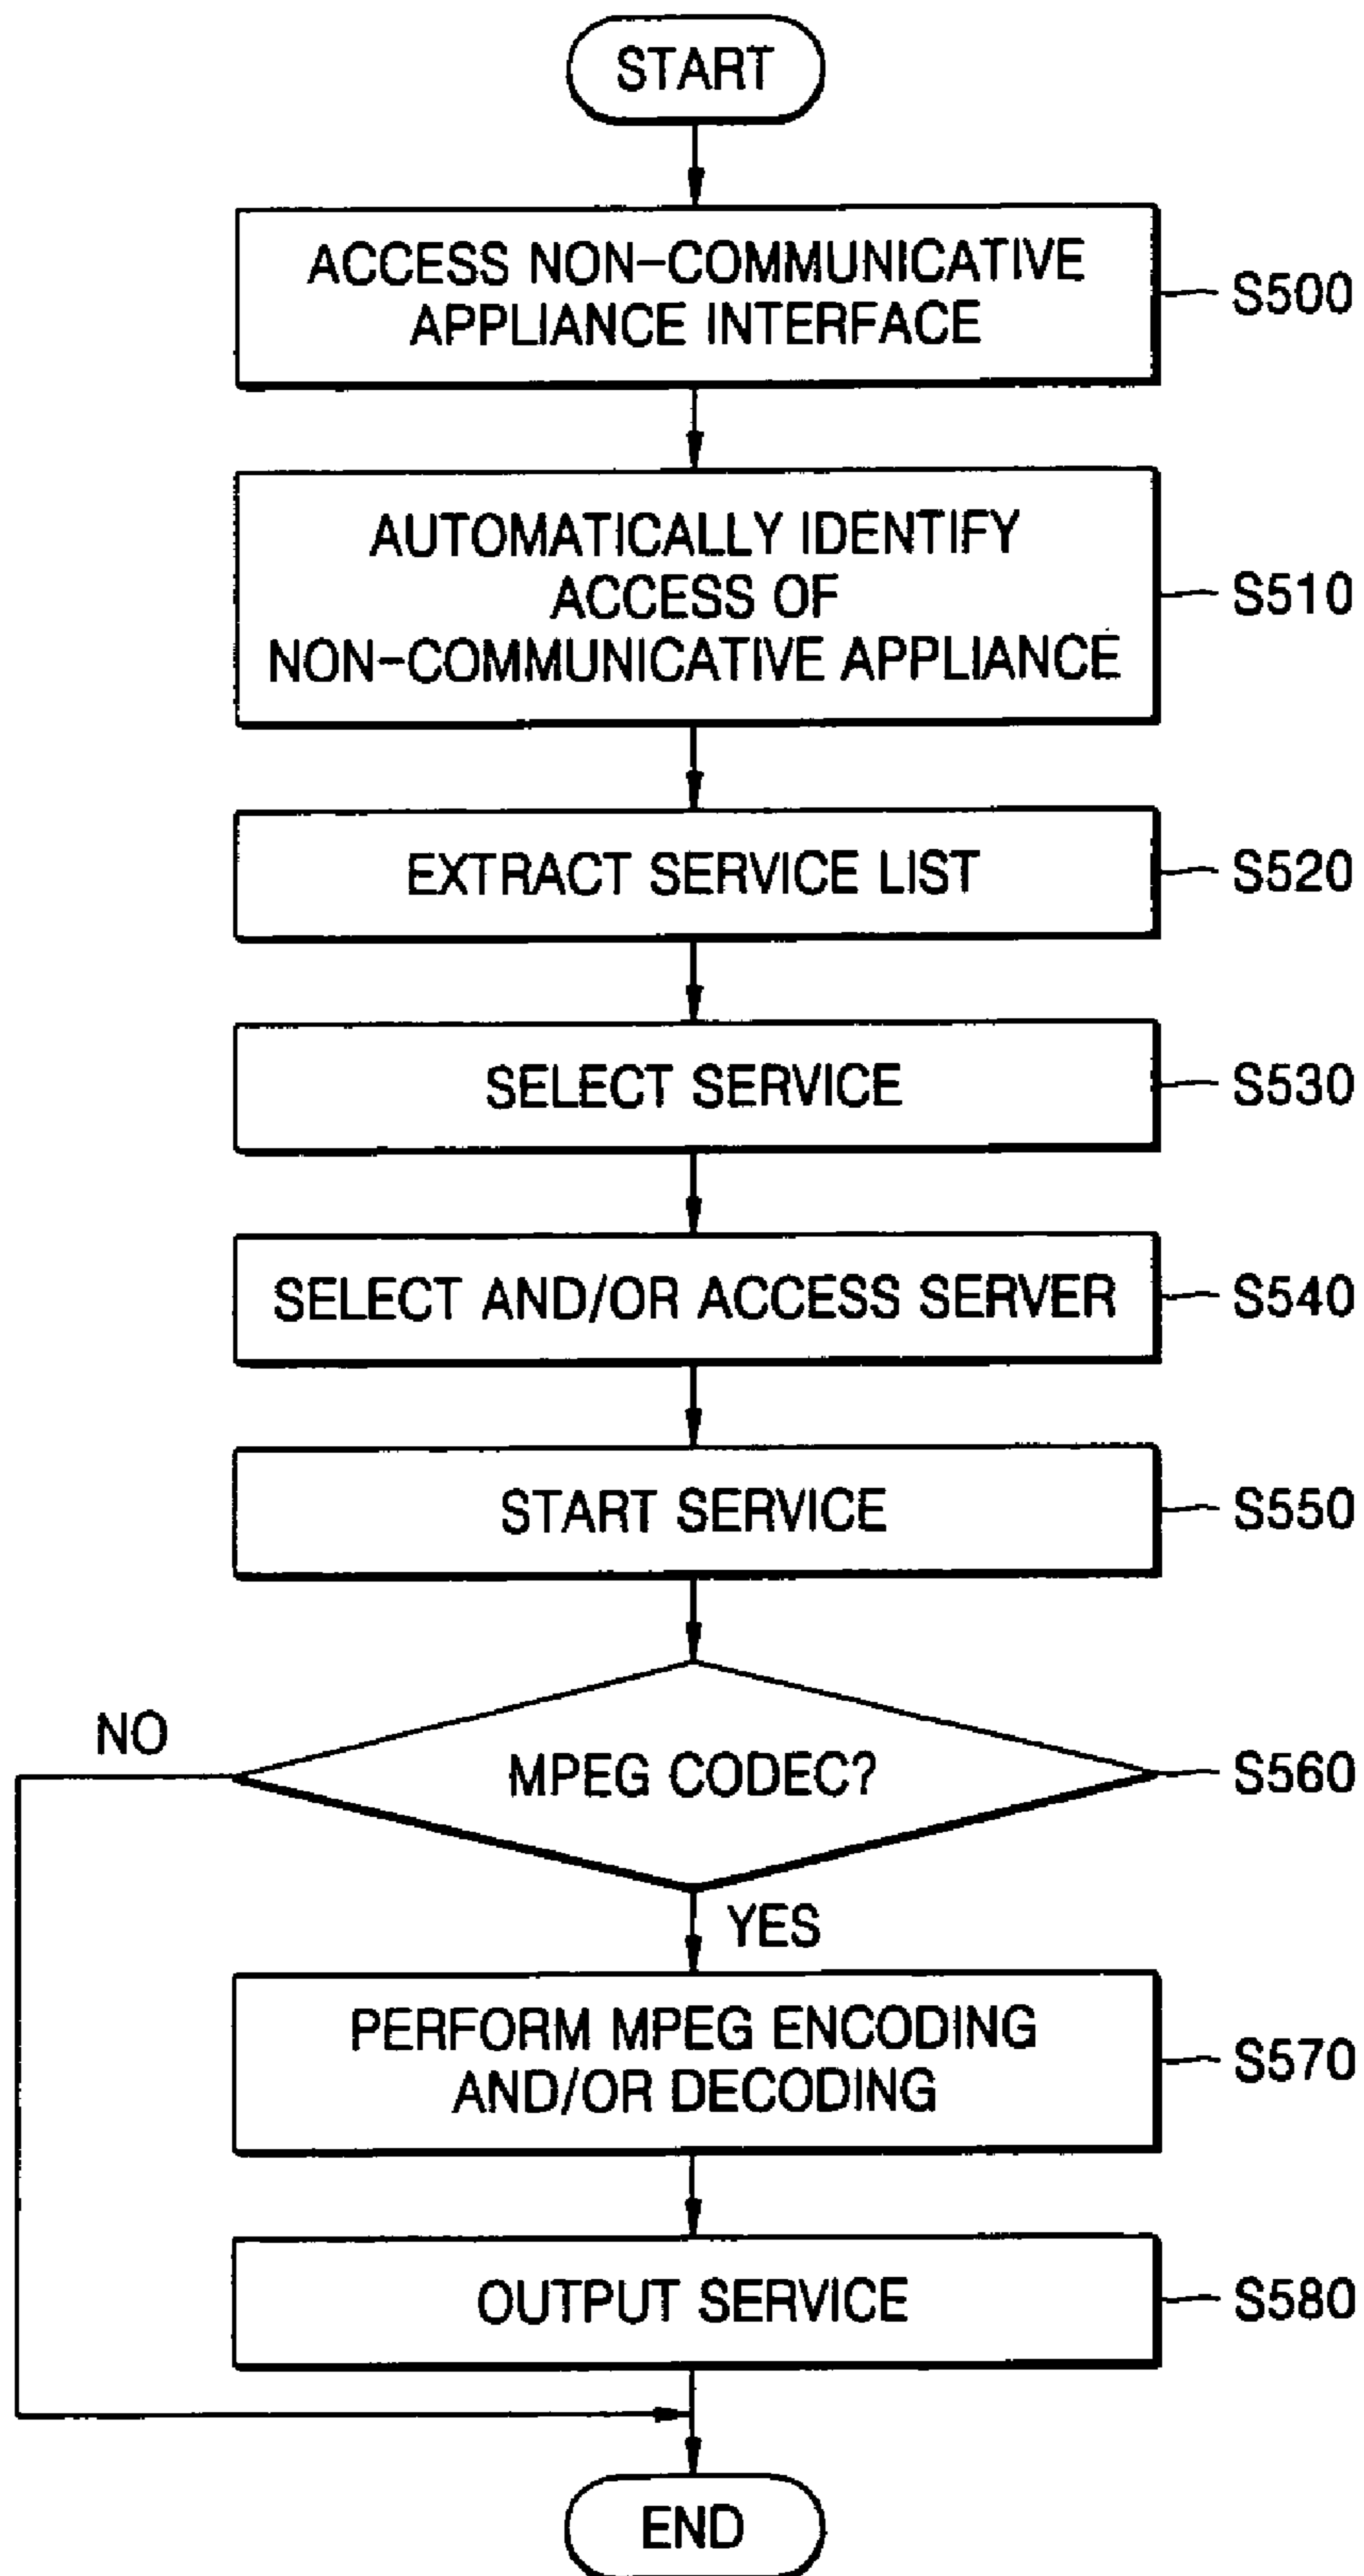 START
ACCESS NON-COMMUNICATIVE
APPLIANCE INTERFACE
S500
AUTOMATICALLY IDENTIFY
ACCESS OF
NON-COMMUNICATIVE APPLIANCE
S510
EXTRACT SERVICE LIST
S520
SELECT SERVICE
S530
SELECT AND/OR ACCESS SERVER
S540
START SERVICE
S550
NO
MPEG CODEC?
S560
YES
PERFORM MPEG ENCODING
AND/OR DECODING
S570
OUTPUT SERVICE
S580
END